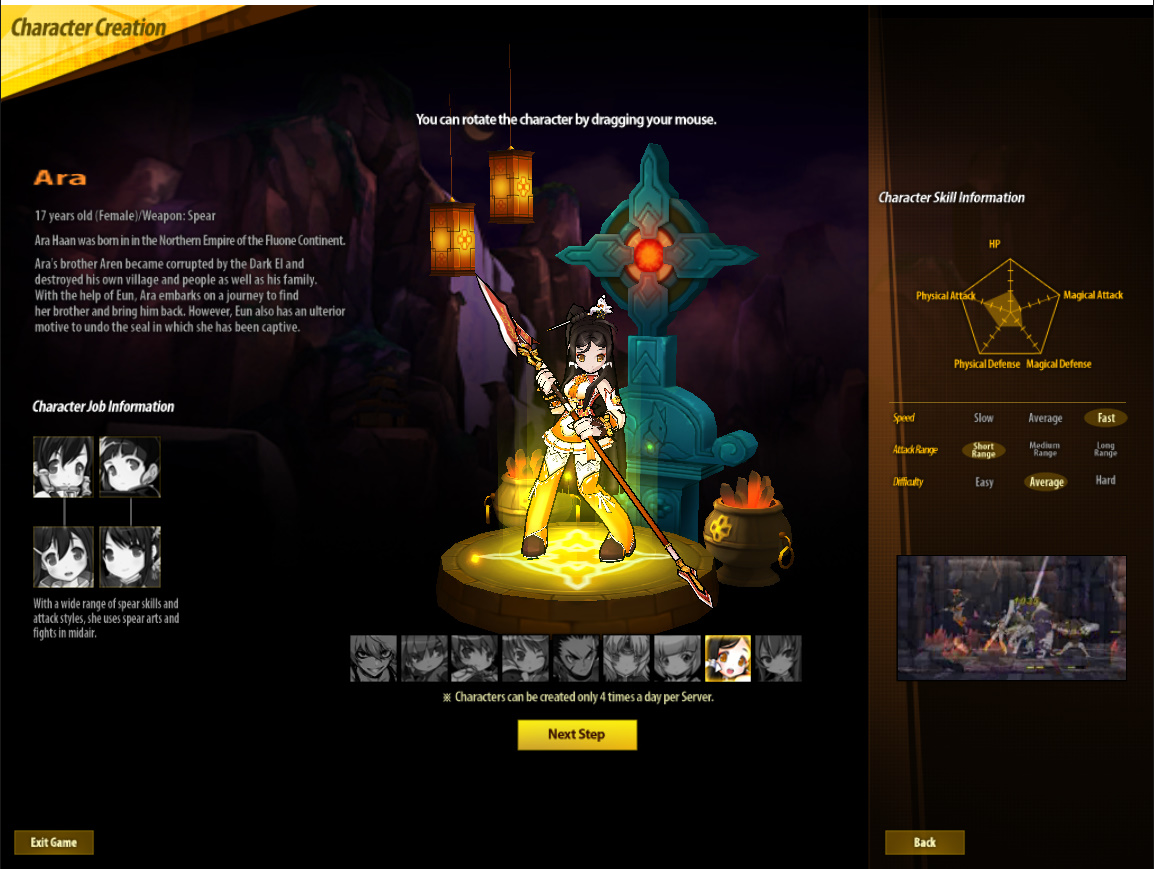 Character Creation
You can rotate the character by dragging your mouse.
Ara
17 years old (Female)/Weapon: Spear
Ara Haan was born in in the Northern Empire of the Fluone Continent.
Ara's brother Aren became corrupted by the Dark El and
destroyed his own village and people as well as his family.
With the help of Eun, Ara embarks on a journey to find
her brother and bring him back. However, Eun also has an ulterior
motive to undo the seal in which she has been captive.
Character Job Information
With a wide range of spear skills and
attack styles, she uses spear arts and
fights in midair.
※ Characters can be created only 4 times a day per Server.
Next Step
Exit Game
Character Skill Information
HP
Physical Attack
Magical Attack
Physical Defense
Magical Defense
Speed Slow Average Fast
Attack Range Short Range Medium Range Long Range
Difficulty Easy Average Hard
Back